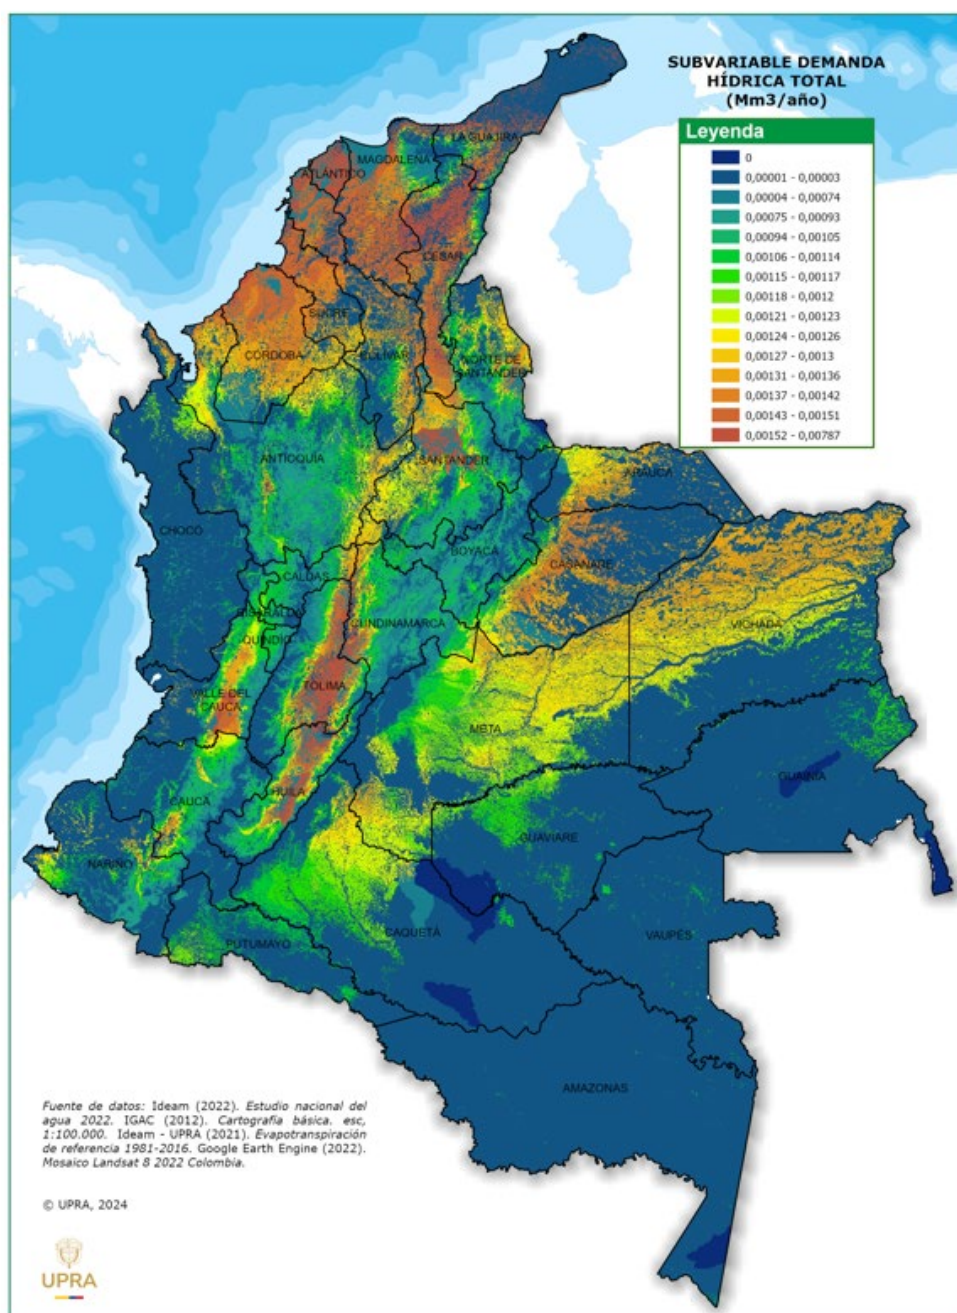 SUBVARIABLE DEMANDA
HÍDRICA TOTAL
(Mm3/año)
Leyenda
0
0,00001 - 0,00003
0,00004 - 0,00074
0,00075 - 0,00093
0,00094 - 0,00105
0,00106 - 0,00114
0,00115 - 0,00117
0,00118 - 0,0012
0,00121 - 0,00123
0,00124 - 0,00126
0,00127 - 0,0013
0,00131 - 0,00136
0,00137 - 0,00142
0,00143 - 0,00151
0,00152 - 0,00787
LA GUAJIRA
MAGDALENA
ATLÁNTICO
CESAR
SUCRE
CÓRDOBA
BOLÍVAR
NORTE DE
SANTANDER
ANTIOQUIA
SANTANDER
ARAUCA
CHOCÓ
BOYACÁ
CASANARE
CALDAS
RISARALDA
CUNDINAMARCA
VICHADA
QUINDÍO
TOLIMA
VALLE DEL
CAUCA
META
GUAINÍA
HUILA
CAUCA
GUAVIARE
NARIÑO
CAQUETÁ
VAUPÉS
PUTUMAYO
AMAZONAS
Fuente de datos: Ideam (2022). Estudio nacional del
agua 2022. IGAC (2012). Cartografía básica. esc,
1:100.000. Ideam - UPRA (2021). Evapotranspiración
de referencia 1981-2016. Google Earth Engine (2022).
Mosaico Landsat 8 2022 Colombia.
© UPRA, 2024
UPRA